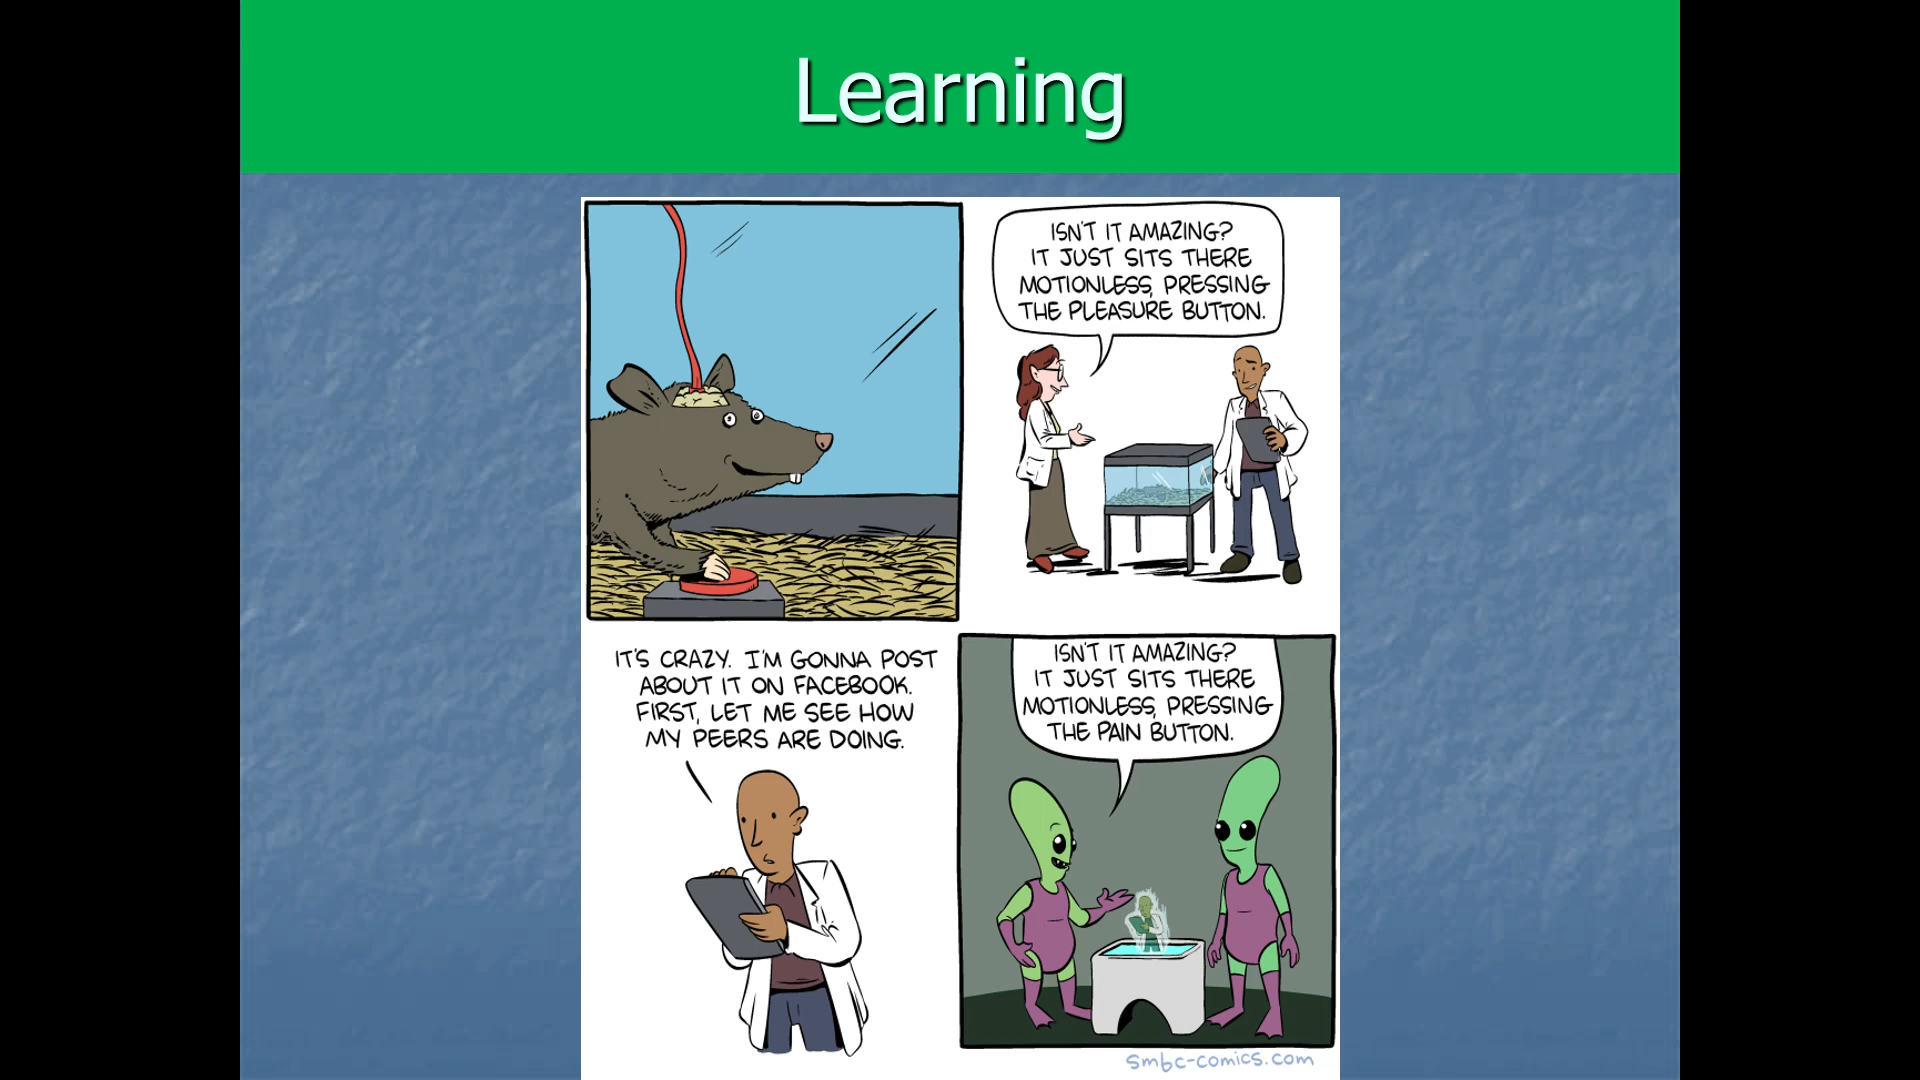 Learning
ISN'T IT AMAZING?
IT JUST SITS THERE
MOTIONLESS, PRESSING
THE PLEASURE BUTTON.
IT'S CRAZY. I'M GONNA POST
ABOUT IT ON FACEBOOK.
FIRST, LET ME SEE HOW
MY PEERS ARE DOING.
ISN'T IT AMAZING?
IT JUST SITS THERE
MOTIONLESS, PRESSING
THE PAIN BUTTON.
smbc-comics.com